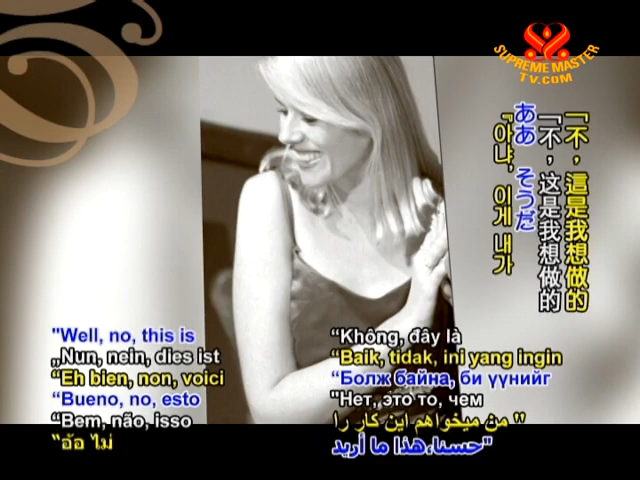 SUPREME MASTER
TV.COM
「不，這是我想做的
「不，这是我想做的
ああ　そうだ
『아냐, 이게 내가
"Well, no, this is
„Nun, nein, dies ist
“Eh bien, non, voici
“Bueno, no, esto
“Bem, não, isso
“อ้อ ไม่
“Không, đây là
“Baik, tidak, ini yang ingin
“Болж байна, би үүнийг
"Нет, это то, чем
” من میخواهم این کار را
"حسنا،هذا ما أريد